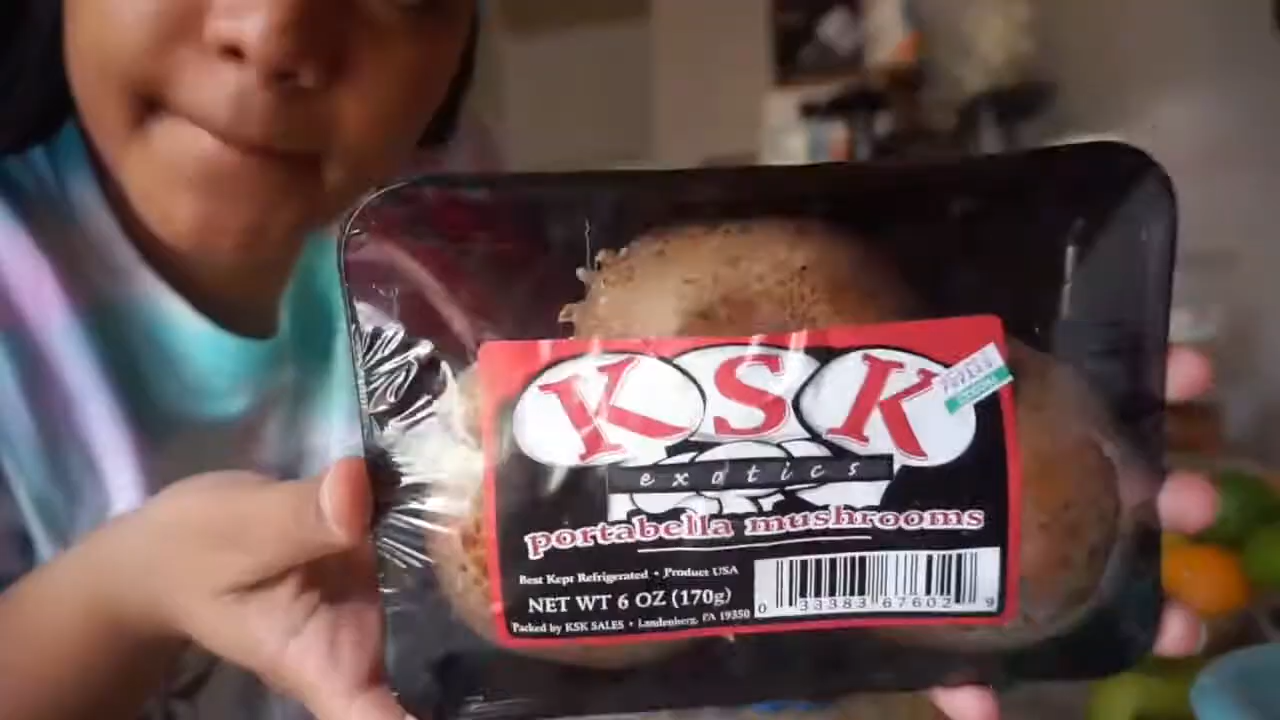 KSK
exotics
portabella mushrooms
Best Kept Refrigerated • Product USA
NET WT 6 OZ (170g)
Packed by KSK SALES • Landenberg, PA 19350
0 33383 67602 9